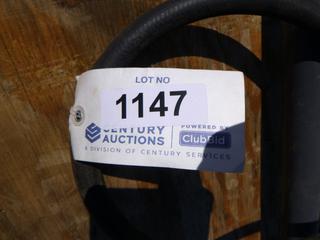 LOT NO
1147
CENTURY
AUCTIONS
POWERED BY
ClubBid
A DIVISION OF CENTURY SERVICES